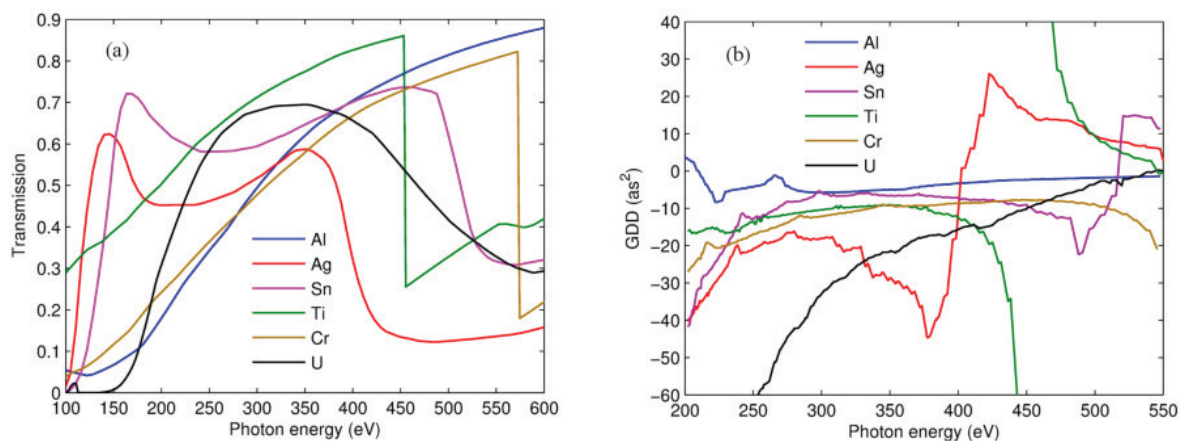 (a)
Transmission
0.9
0.8
0.7
0.6
0.5
0.4
0.3
0.2
0.1
0
Al
Ag
Sn
Ti
Cr
U
100 150 200 250 300 350 400 450 500 550 600
Photon energy (eV)
(b)
GDD (as²)
40
30
20
10
0
−10
−20
−30
−40
−50
−60
Al
Ag
Sn
Ti
Cr
U
200 250 300 350 400 450 500 550
Photon energy (eV)